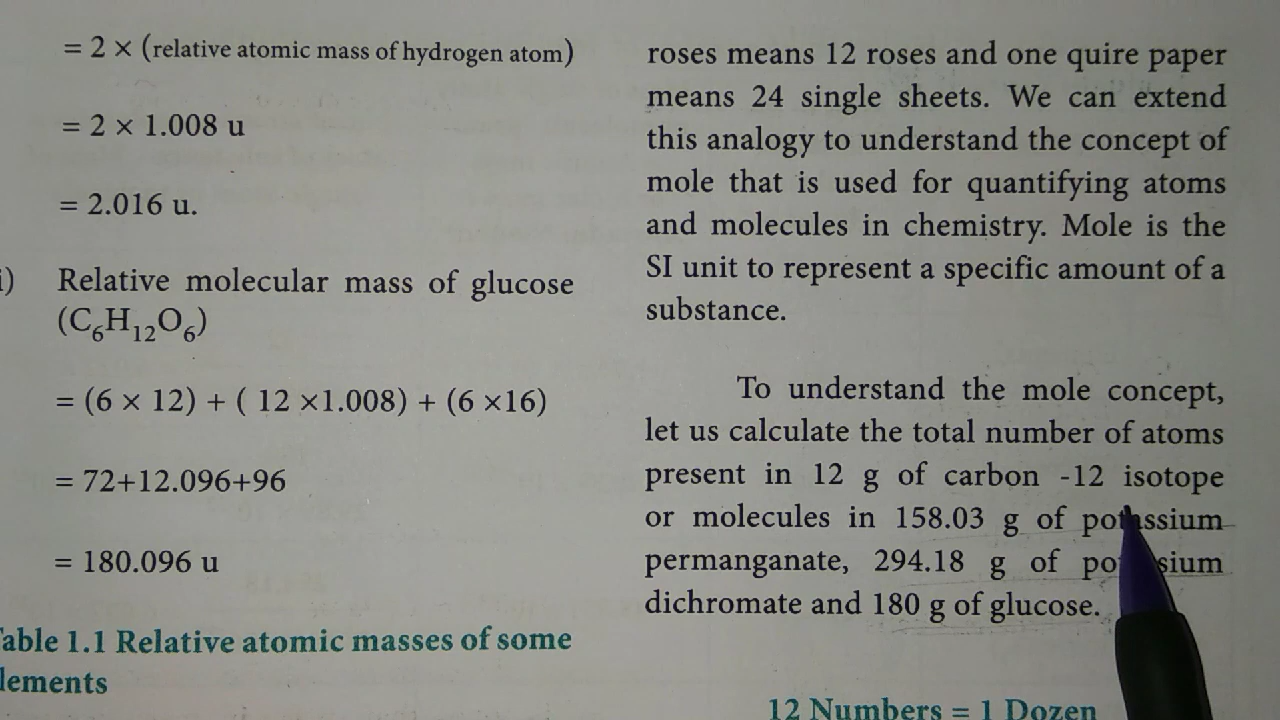 = 2 × (relative atomic mass of hydrogen atom)
= 2 × 1.008 u
= 2.016 u.
i) Relative molecular mass of glucose
(C₆H₁₂O₆)
= (6 × 12) + ( 12 ×1.008) + (6 ×16)
= 72+12.096+96
= 180.096 u
Table 1.1 Relative atomic masses of some
lements
roses means 12 roses and one quire paper
means 24 single sheets. We can extend
this analogy to understand the concept of
mole that is used for quantifying atoms
and molecules in chemistry. Mole is the
SI unit to represent a specific amount of a
substance.
To understand the mole concept,
let us calculate the total number of atoms
present in 12 g of carbon -12 isotope
or molecules in 158.03 g of potassium
permanganate, 294.18 g of potassium
dichromate and 180 g of glucose.
12 Numbers = 1 Dozen